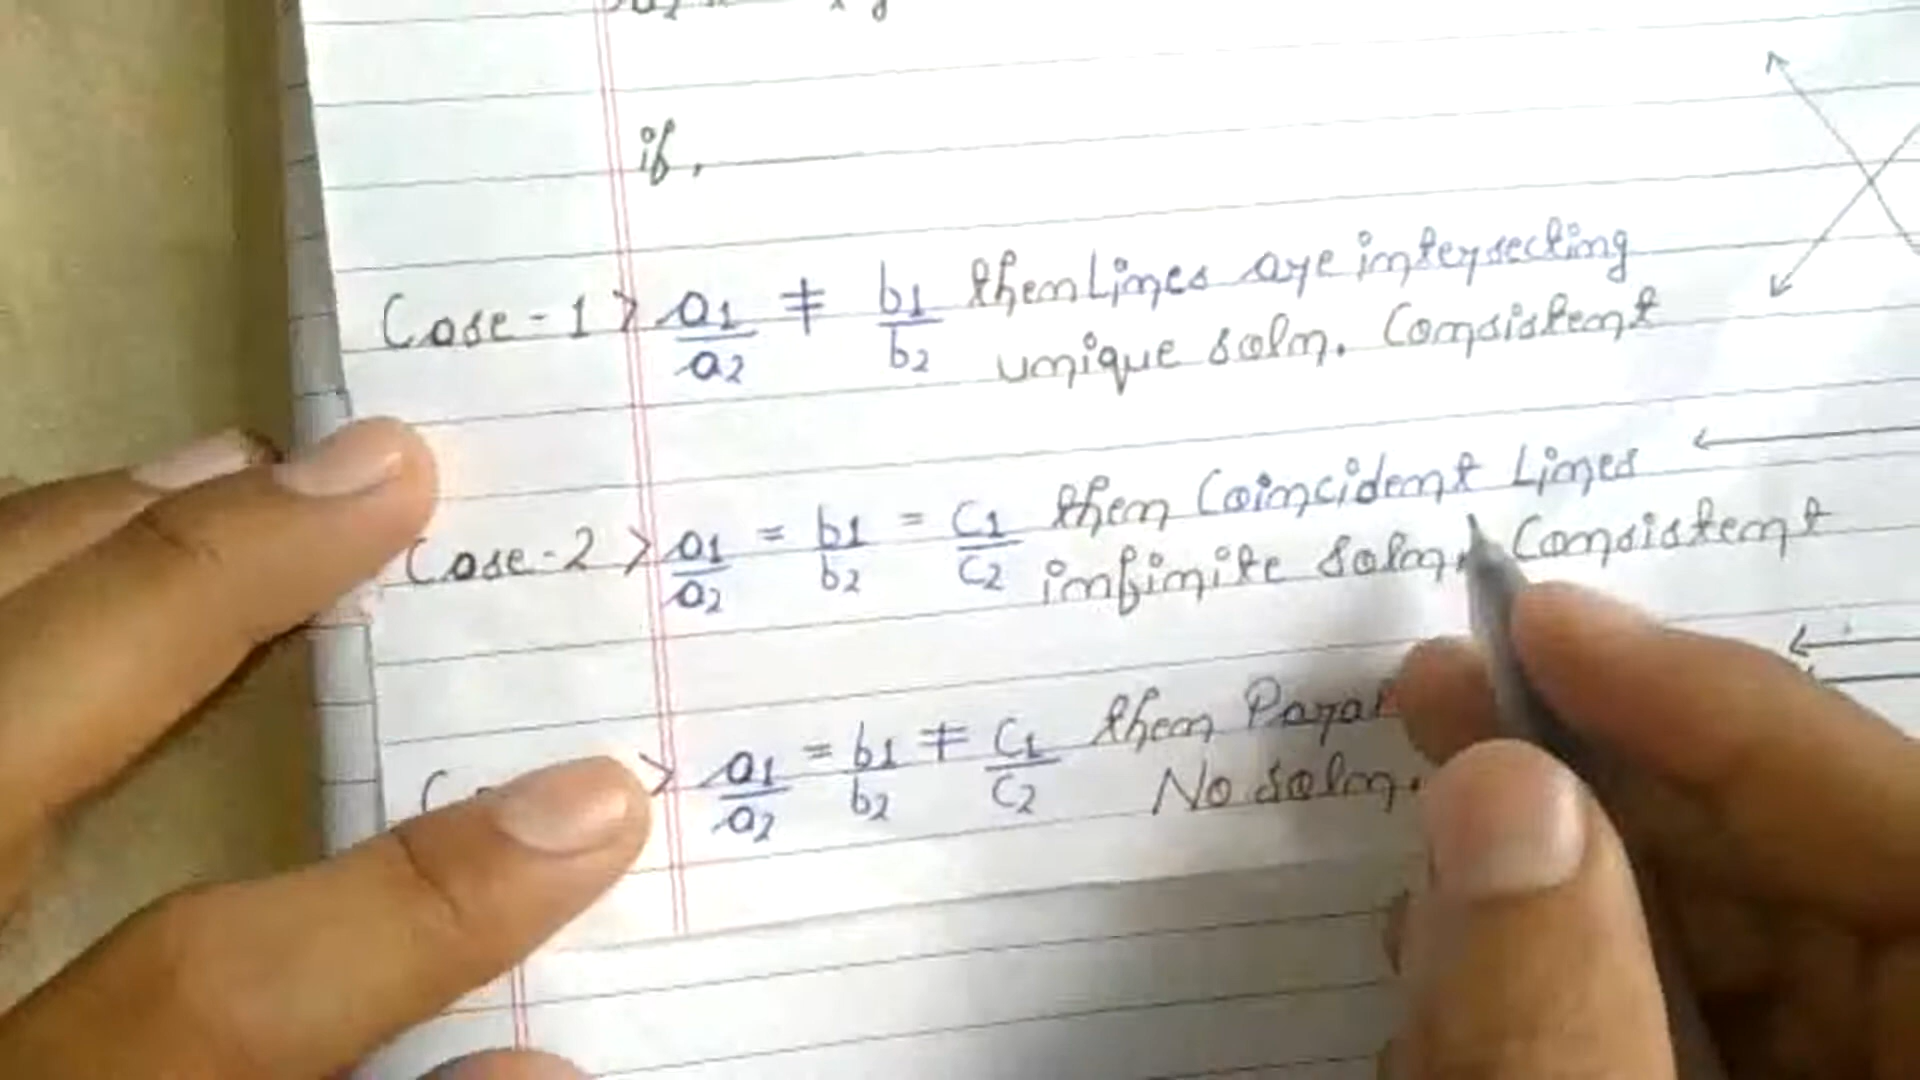 if,
Case-1> a1/a2 ≠ b1/b2 then Lines are intersecting
unique soln. Consistent
Case-2> a1/a2 = b1/b2 = c1/c2 then Coincident Lines
infinite soln. Consistent
> a1/a2 = b1/b2 ≠ c1/c2 then
No soln.